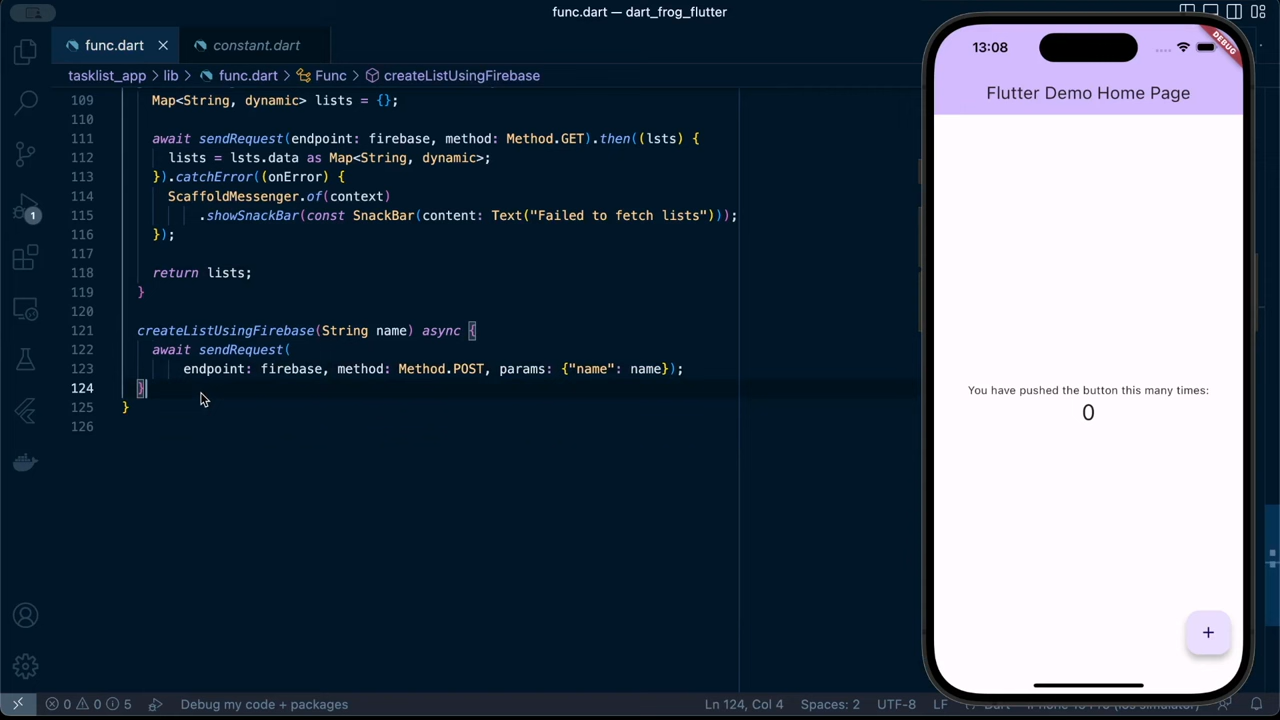 func.dart — dart_frog_flutter
func.dart
constant.dart
tasklist_app > lib > func.dart > Func > createListUsingFirebase
109 Map<String, dynamic> lists = {};
110
111 await sendRequest(endpoint: firebase, method: Method.GET).then((lsts) {
112 lists = lsts.data as Map<String, dynamic>;
113 }).catchError((onError) {
114 ScaffoldMessenger.of(context)
115 .showSnackBar(const SnackBar(content: Text("Failed to fetch lists")));
116 });
117
118 return lists;
119 }
120
121 createListUsingFirebase(String name) async {
122 await sendRequest(
123 endpoint: firebase, method: Method.POST, params: {"name": name});
124 }
125 }
126
1
0 0 5 Debug my code + packages
Ln 124, Col 4 Spaces: 2 UTF-8 LF
13:08
DEBUG
Flutter Demo Home Page
You have pushed the button this many times:
0
+